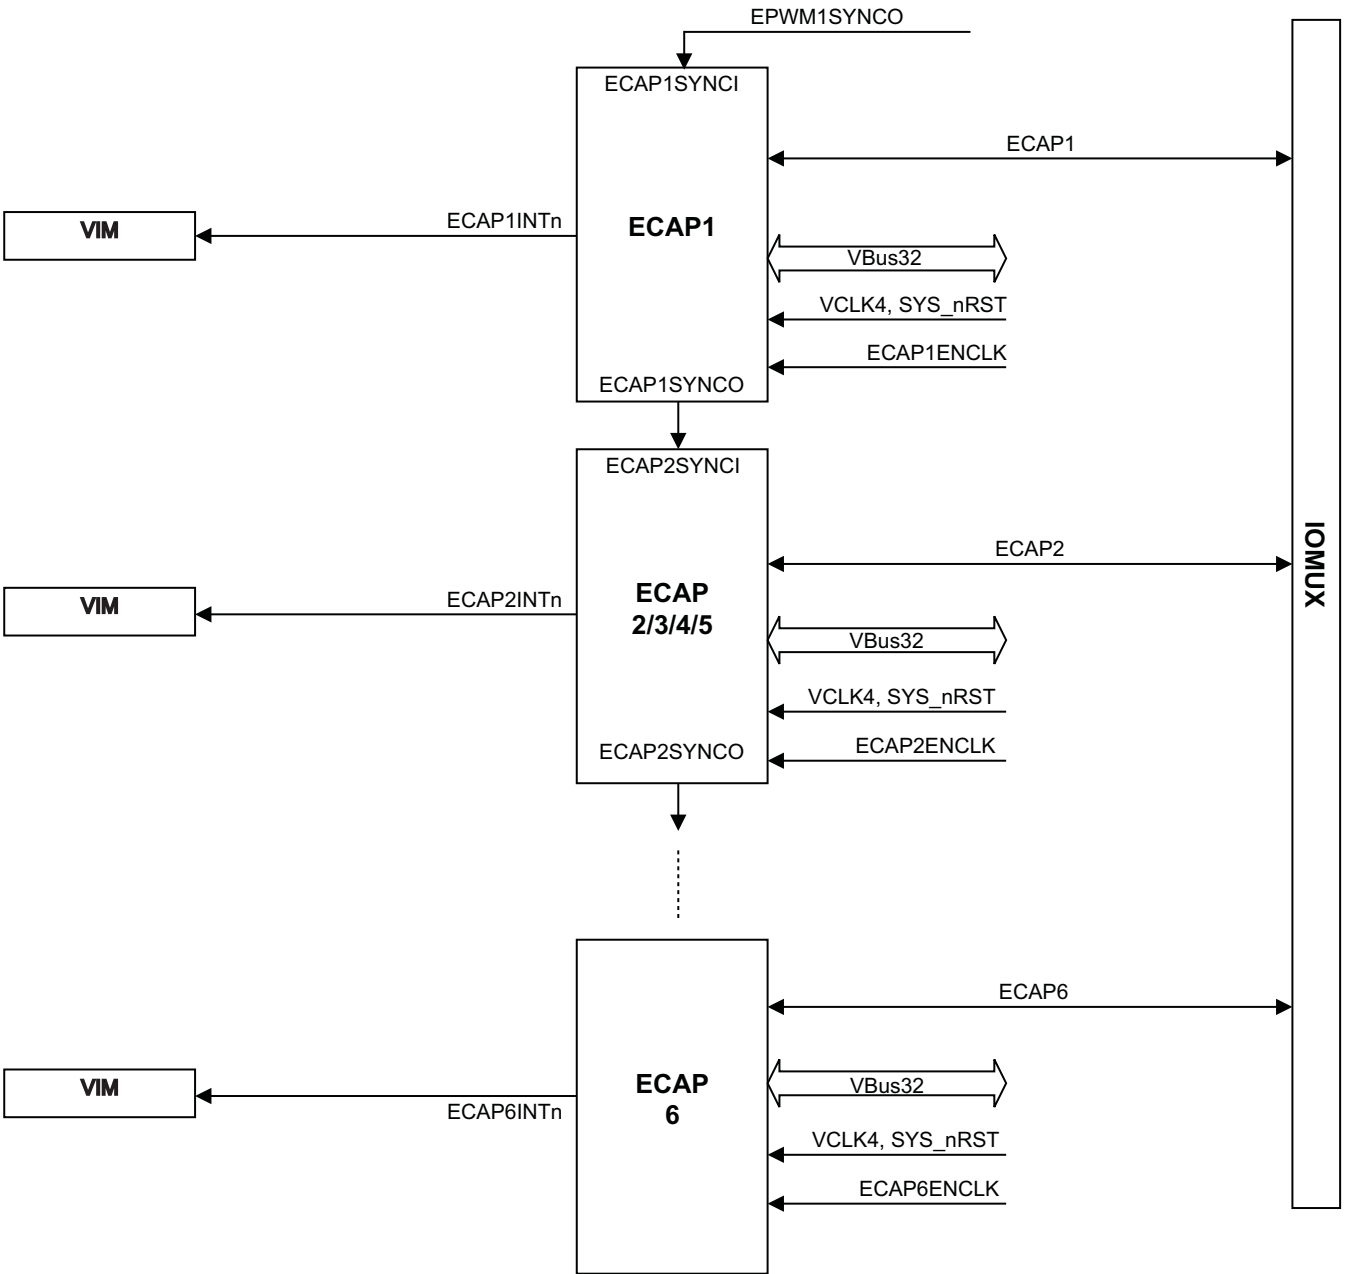 EPWM1SYNCO
ECAP1SYNCI
ECAP1
VIM
ECAP1INTn
ECAP1
VBus32
VCLK4, SYS_nRST
ECAP1ENCLK
ECAP1SYNCO
ECAP2SYNCI
IOMUX
ECAP2
VIM
ECAP2INTn
ECAP
2/3/4/5
VBus32
VCLK4, SYS_nRST
ECAP2ENCLK
ECAP2SYNCO
ECAP6
VIM
ECAP6INTn
ECAP
6
VBus32
VCLK4, SYS_nRST
ECAP6ENCLK